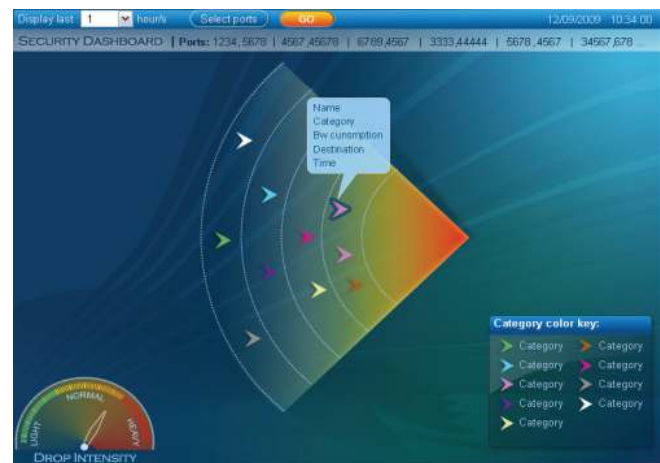 Display last 1 hour/s Select ports GO 12/09/2009 10:34:00
SECURITY DASHBOARD | Ports: 1234, 5678 | 4567,45678 | 6789,4567 | 3333,44444 | 5678,4567 | 34567,678 ...
Name
Category
Bw cunsmption
Destination
Time
Category color key:
Category Category
Category Category
Category Category
Category Category
Category
LIGHT NORMAL HEAVY
DROP INTENSITY